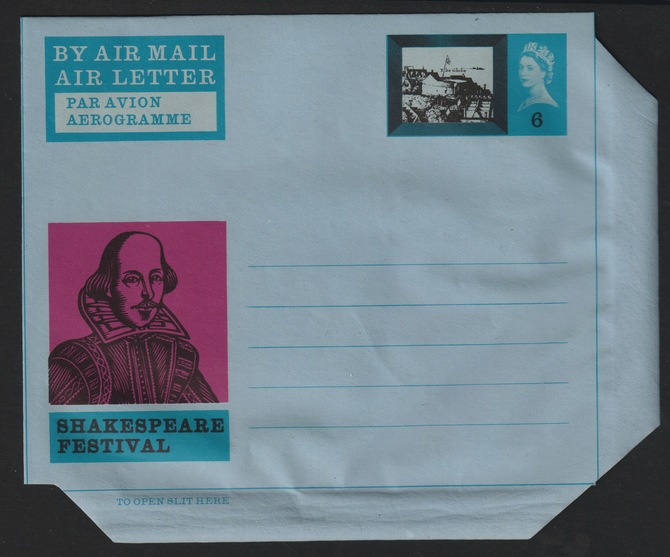 BY AIR MAIL
AIR LETTER
PAR AVION
AEROGRAMME
6
SHAKESPEARE
FESTIVAL
TO OPEN SLIT HERE